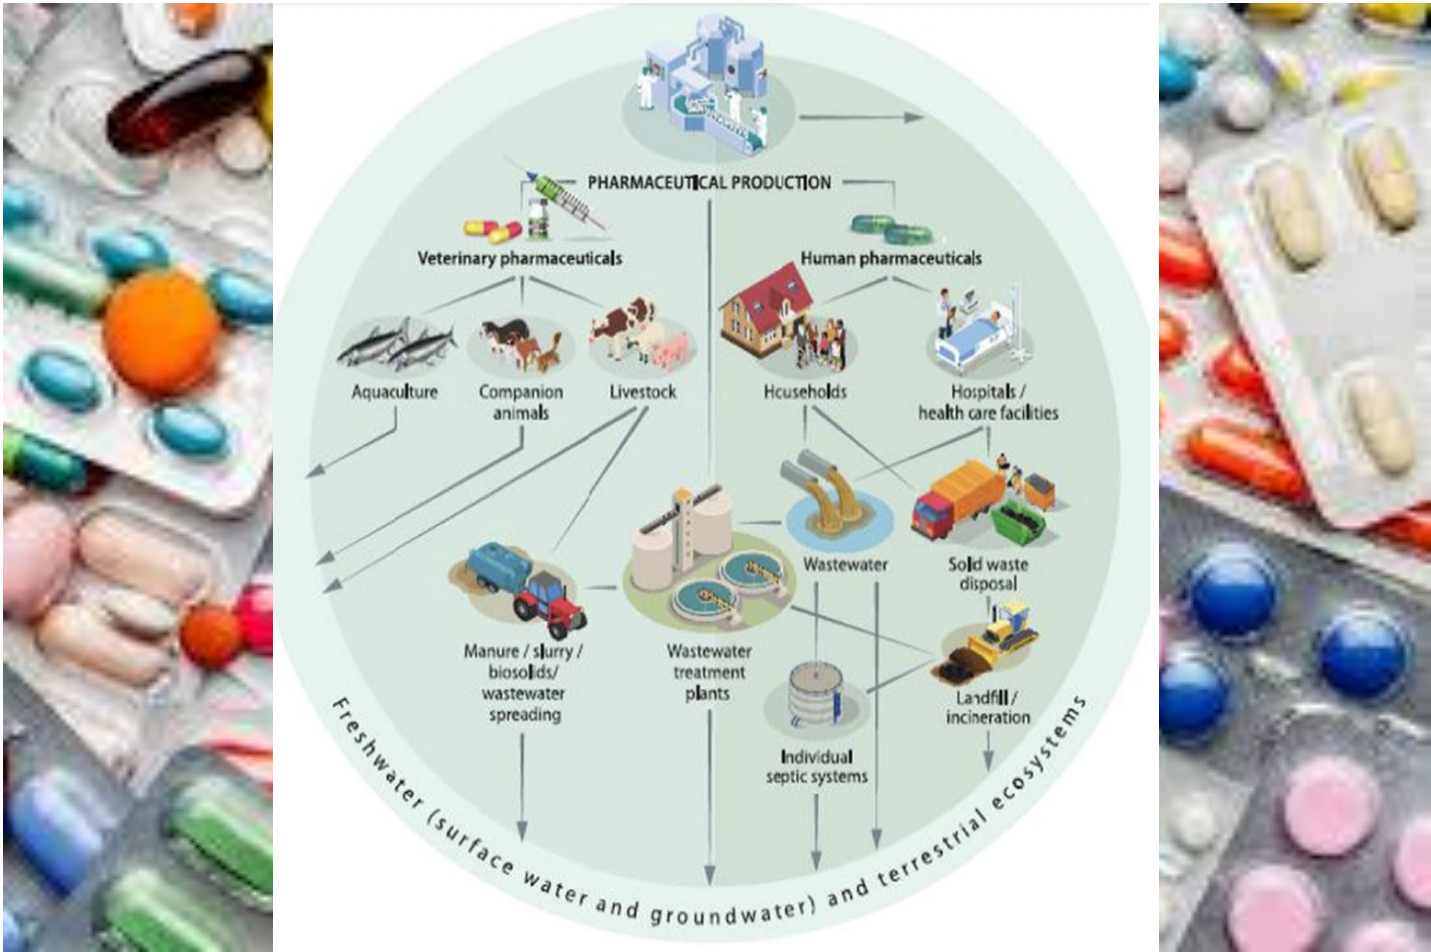 PHARMACEUTICAL PRODUCTION
Veterinary pharmaceuticals
Human pharmaceuticals
Aquaculture
Companion
animals
Livestock
Hcuseholds
Hospitals /
health care facilities
Wastewater
Solid waste
disposal
Manure / slurry /
biosolids/
wastewater
spreading
Wastewater
treatment
plants
Landfill /
incineration
Individual
septic systems
Freshwater (surface water and groundwater) and terrestrial ecosystems